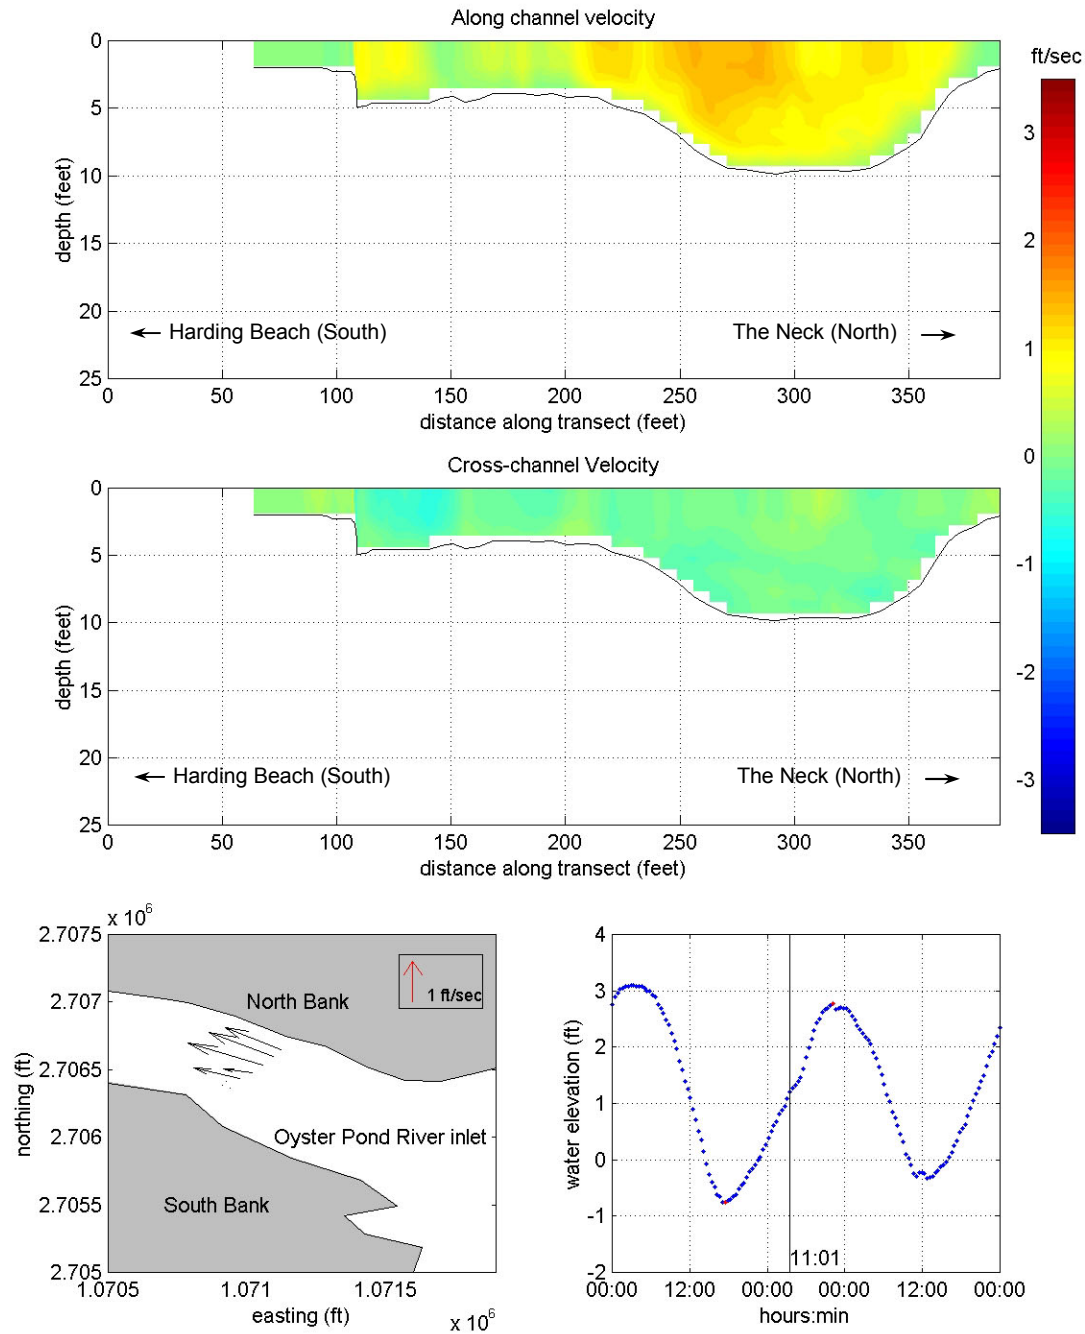 Along channel velocity
ft/sec
0
5
10
15
20
25
depth (feet)
Harding Beach (South)
The Neck (North)
0 50 100 150 200 250 300 350
distance along transect (feet)
3
2
1
0
-1
-2
-3
Cross-channel Velocity
0
5
10
15
20
25
depth (feet)
Harding Beach (South)
The Neck (North)
0 50 100 150 200 250 300 350
distance along transect (feet)
x 10^6
2.7075
2.707
2.7065
2.706
2.7055
2.705
northing (ft)
1 ft/sec
North Bank
Oyster Pond River inlet
South Bank
1.0705 1.071 1.0715
easting (ft)
x 10^6
4
3
2
1
0
-1
-2
water elevation (ft)
11:01
00:00 12:00 00:00 00:00 12:00 00:00
hours:min